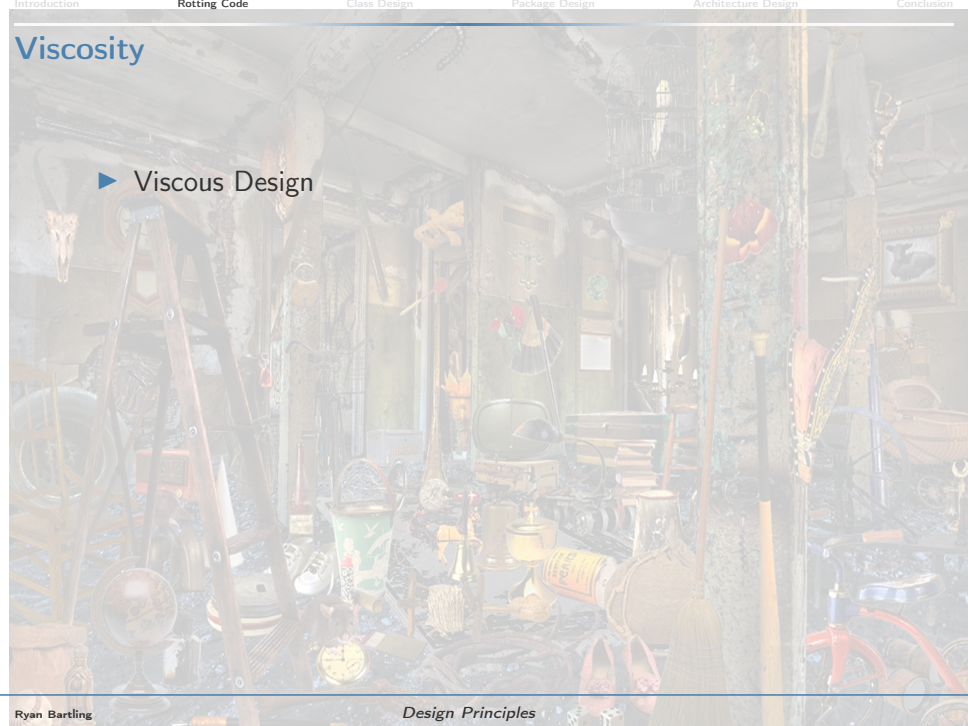 Introduction Rotting Code Class Design Package Design Architecture Design Conclusion
Viscosity
Viscous Design
Ryan Bartling Design Principles